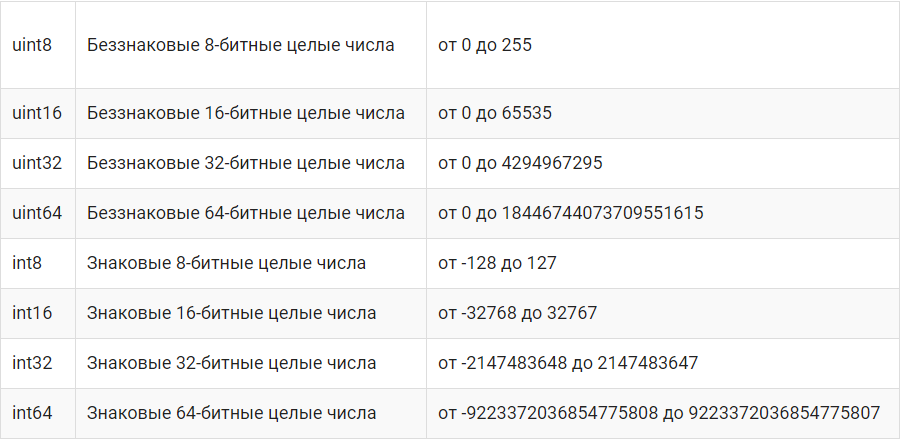 uint8 Беззнаковые 8-битные целые числа от 0 до 255
uint16 Беззнаковые 16-битные целые числа от 0 до 65535
uint32 Беззнаковые 32-битные целые числа от 0 до 4294967295
uint64 Беззнаковые 64-битные целые числа от 0 до 18446744073709551615
int8 Знаковые 8-битные целые числа от -128 до 127
int16 Знаковые 16-битные целые числа от -32768 до 32767
int32 Знаковые 32-битные целые числа от -2147483648 до 2147483647
int64 Знаковые 64-битные целые числа от -9223372036854775808 до 9223372036854775807